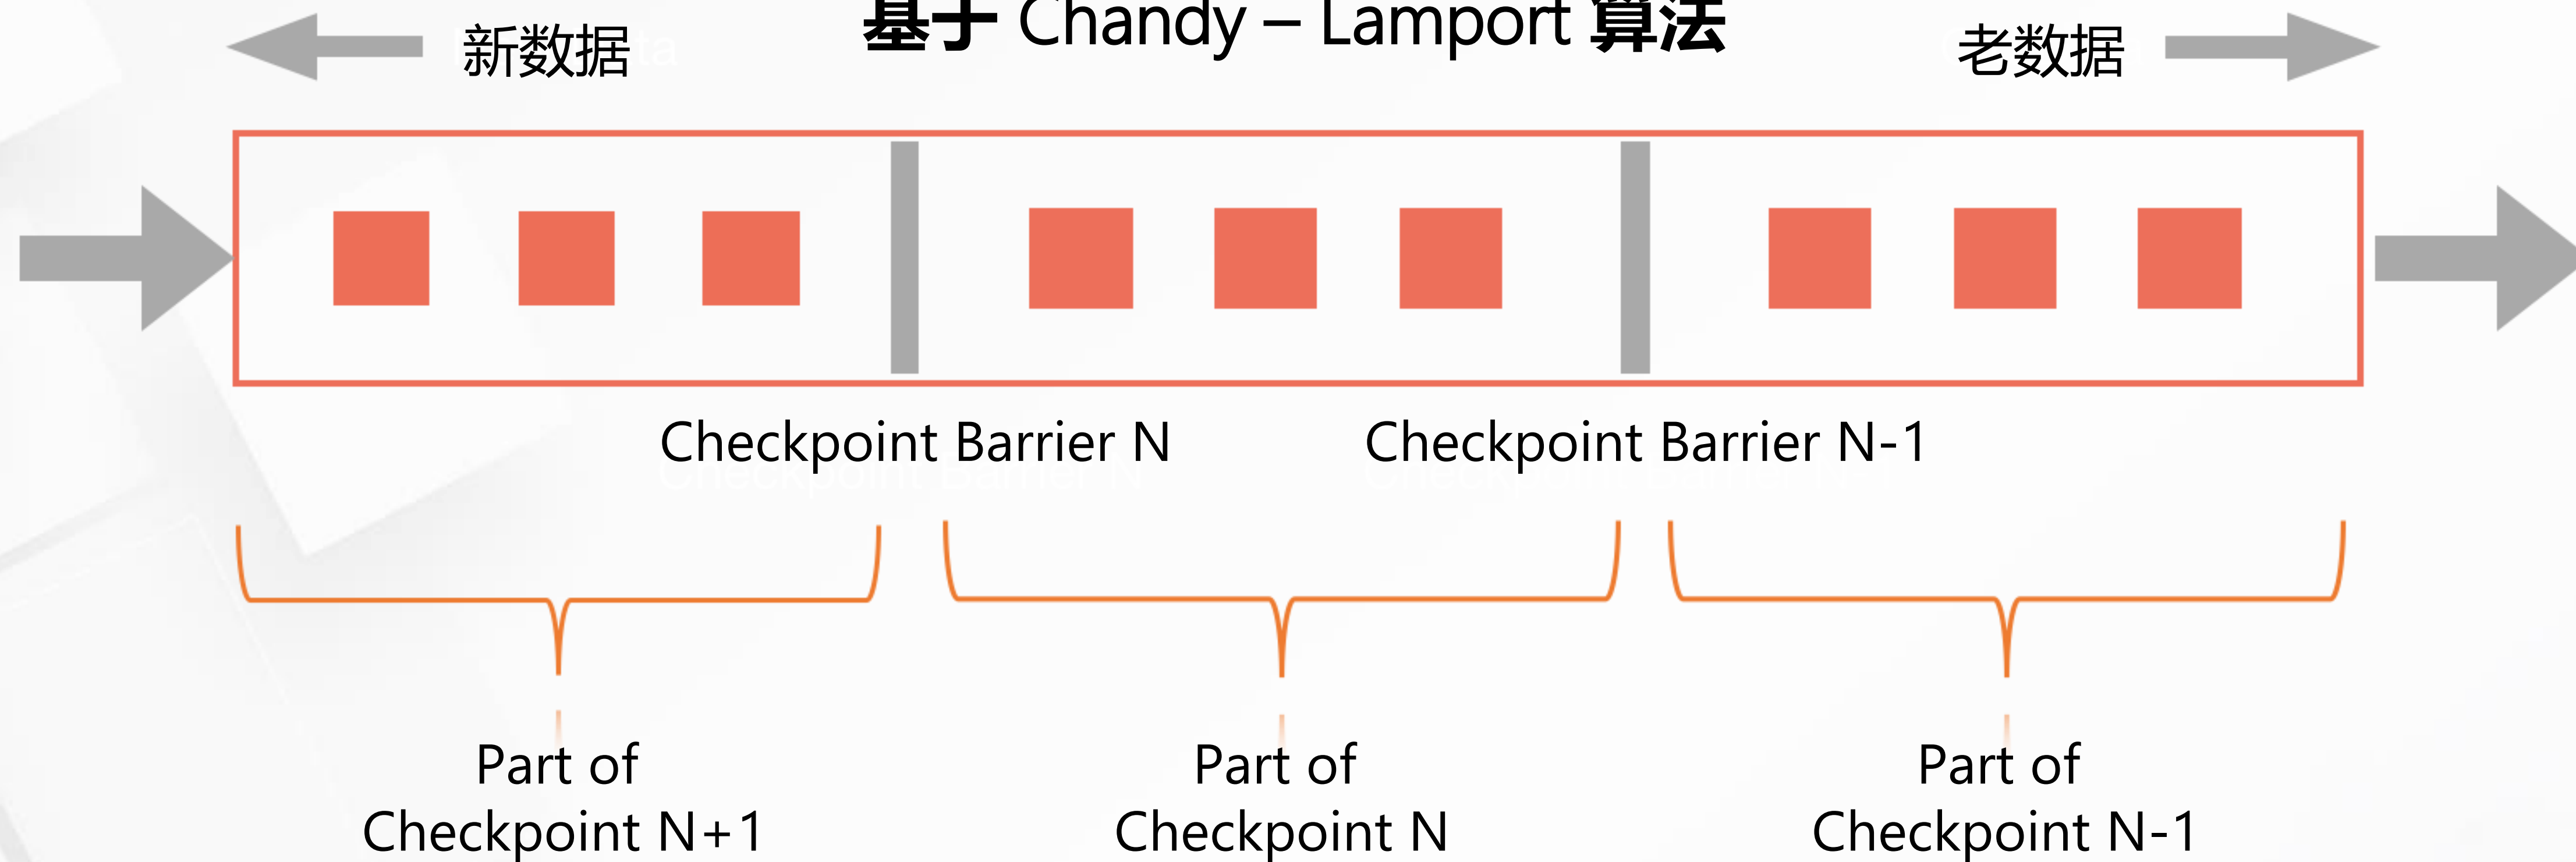 基于 Chandy – Lamport 算法
新数据
老数据
Checkpoint Barrier N
Checkpoint Barrier N-1
Part of
Checkpoint N+1
Part of
Checkpoint N
Part of
Checkpoint N-1